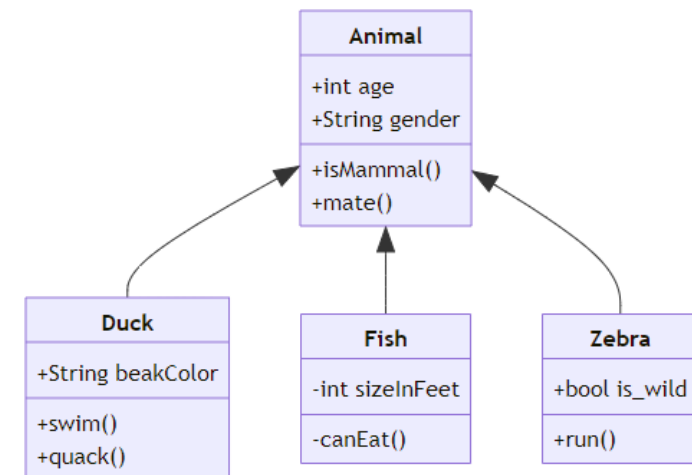 Animal
+int age
+String gender
+isMammal()
+mate()
Duck
+String beakColor
+swim()
+quack()
Fish
-int sizeInFeet
-canEat()
Zebra
+bool is_wild
+run()